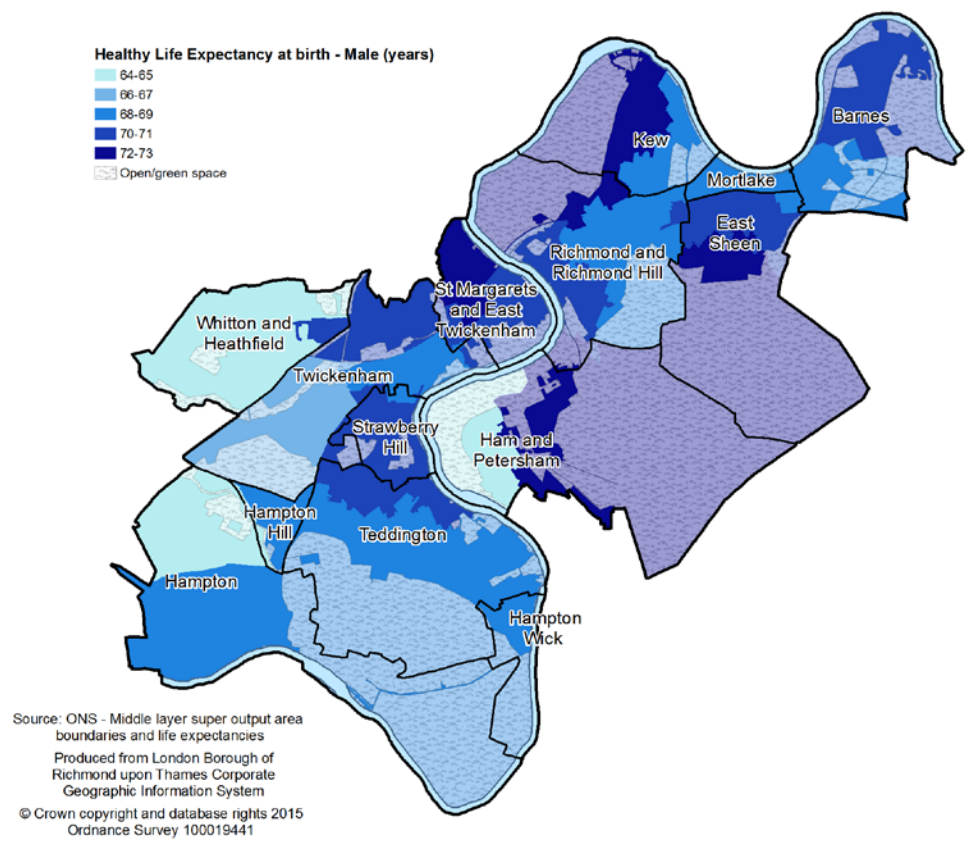 Healthy Life Expectancy at birth - Male (years)
64-65
66-67
68-69
70-71
72-73
Open/green space
Barnes
Kew
Mortlake
East
Sheen
Richmond and
Richmond Hill
St Margarets
and East
Twickenham
Whitton and
Heathfield
Twickenham
Strawberry
Hill
Ham and
Petersham
Hampton
Hill
Teddington
Hampton
Hampton
Wick
Source: ONS - Middle layer super output area
boundaries and life expectancies
Produced from London Borough of
Richmond upon Thames Corporate
Geographic Information System
© Crown copyright and database rights 2015
Ordnance Survey 100019441